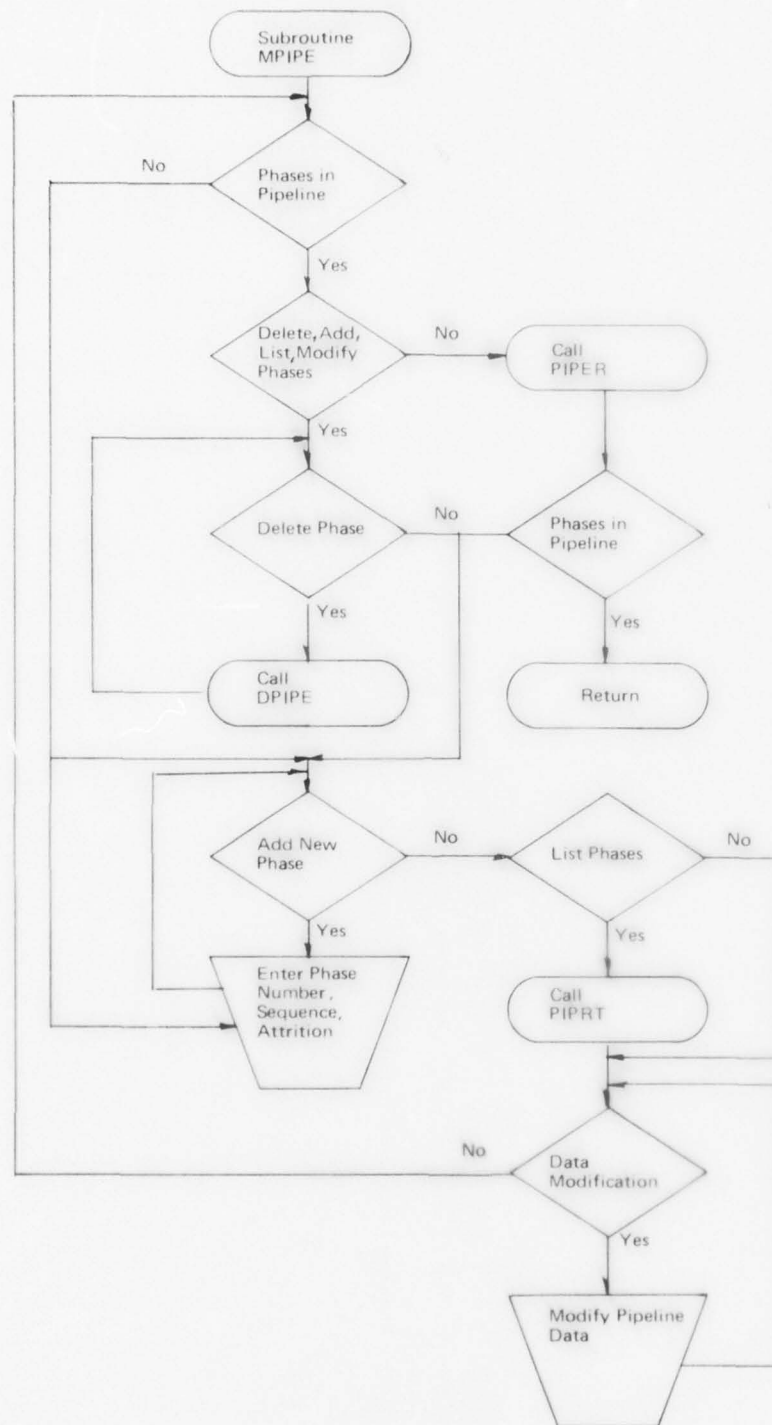 Subroutine
MPIPE
No
Phases in
Pipeline
Yes
Delete, Add,
List, Modify
Phases
No
Call
PIPER
Yes
Delete Phase
No
Phases in
Pipeline
Yes
Yes
Call
DPIPE
Return
Add New
Phase
No
List Phases
No
Yes
Yes
Enter Phase
Number,
Sequence,
Attrition
Call
PIPRT
No
Data
Modification
Yes
Modify Pipeline
Data